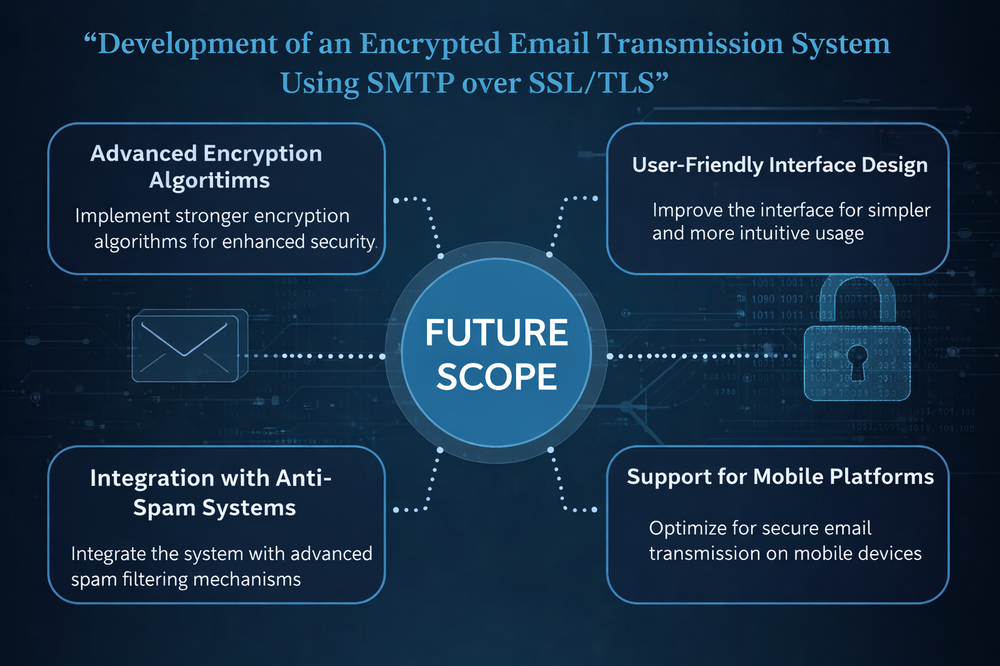 “Development of an Encrypted Email Transmission System
Using SMTP over SSL/TLS”
Advanced Encryption
Algoritims
Implement stronger encryption
algorithms for enhanced security.
User-Friendly Interface Design
Improve the interface for simpler
and more intuitive usage
FUTURE
SCOPE
Integration with Anti-
Spam Systems
Integrate the system with advanced
spam filtering mechanisms
Support for Mobile Platforms
Optimize for secure email
transmission on mobile devices